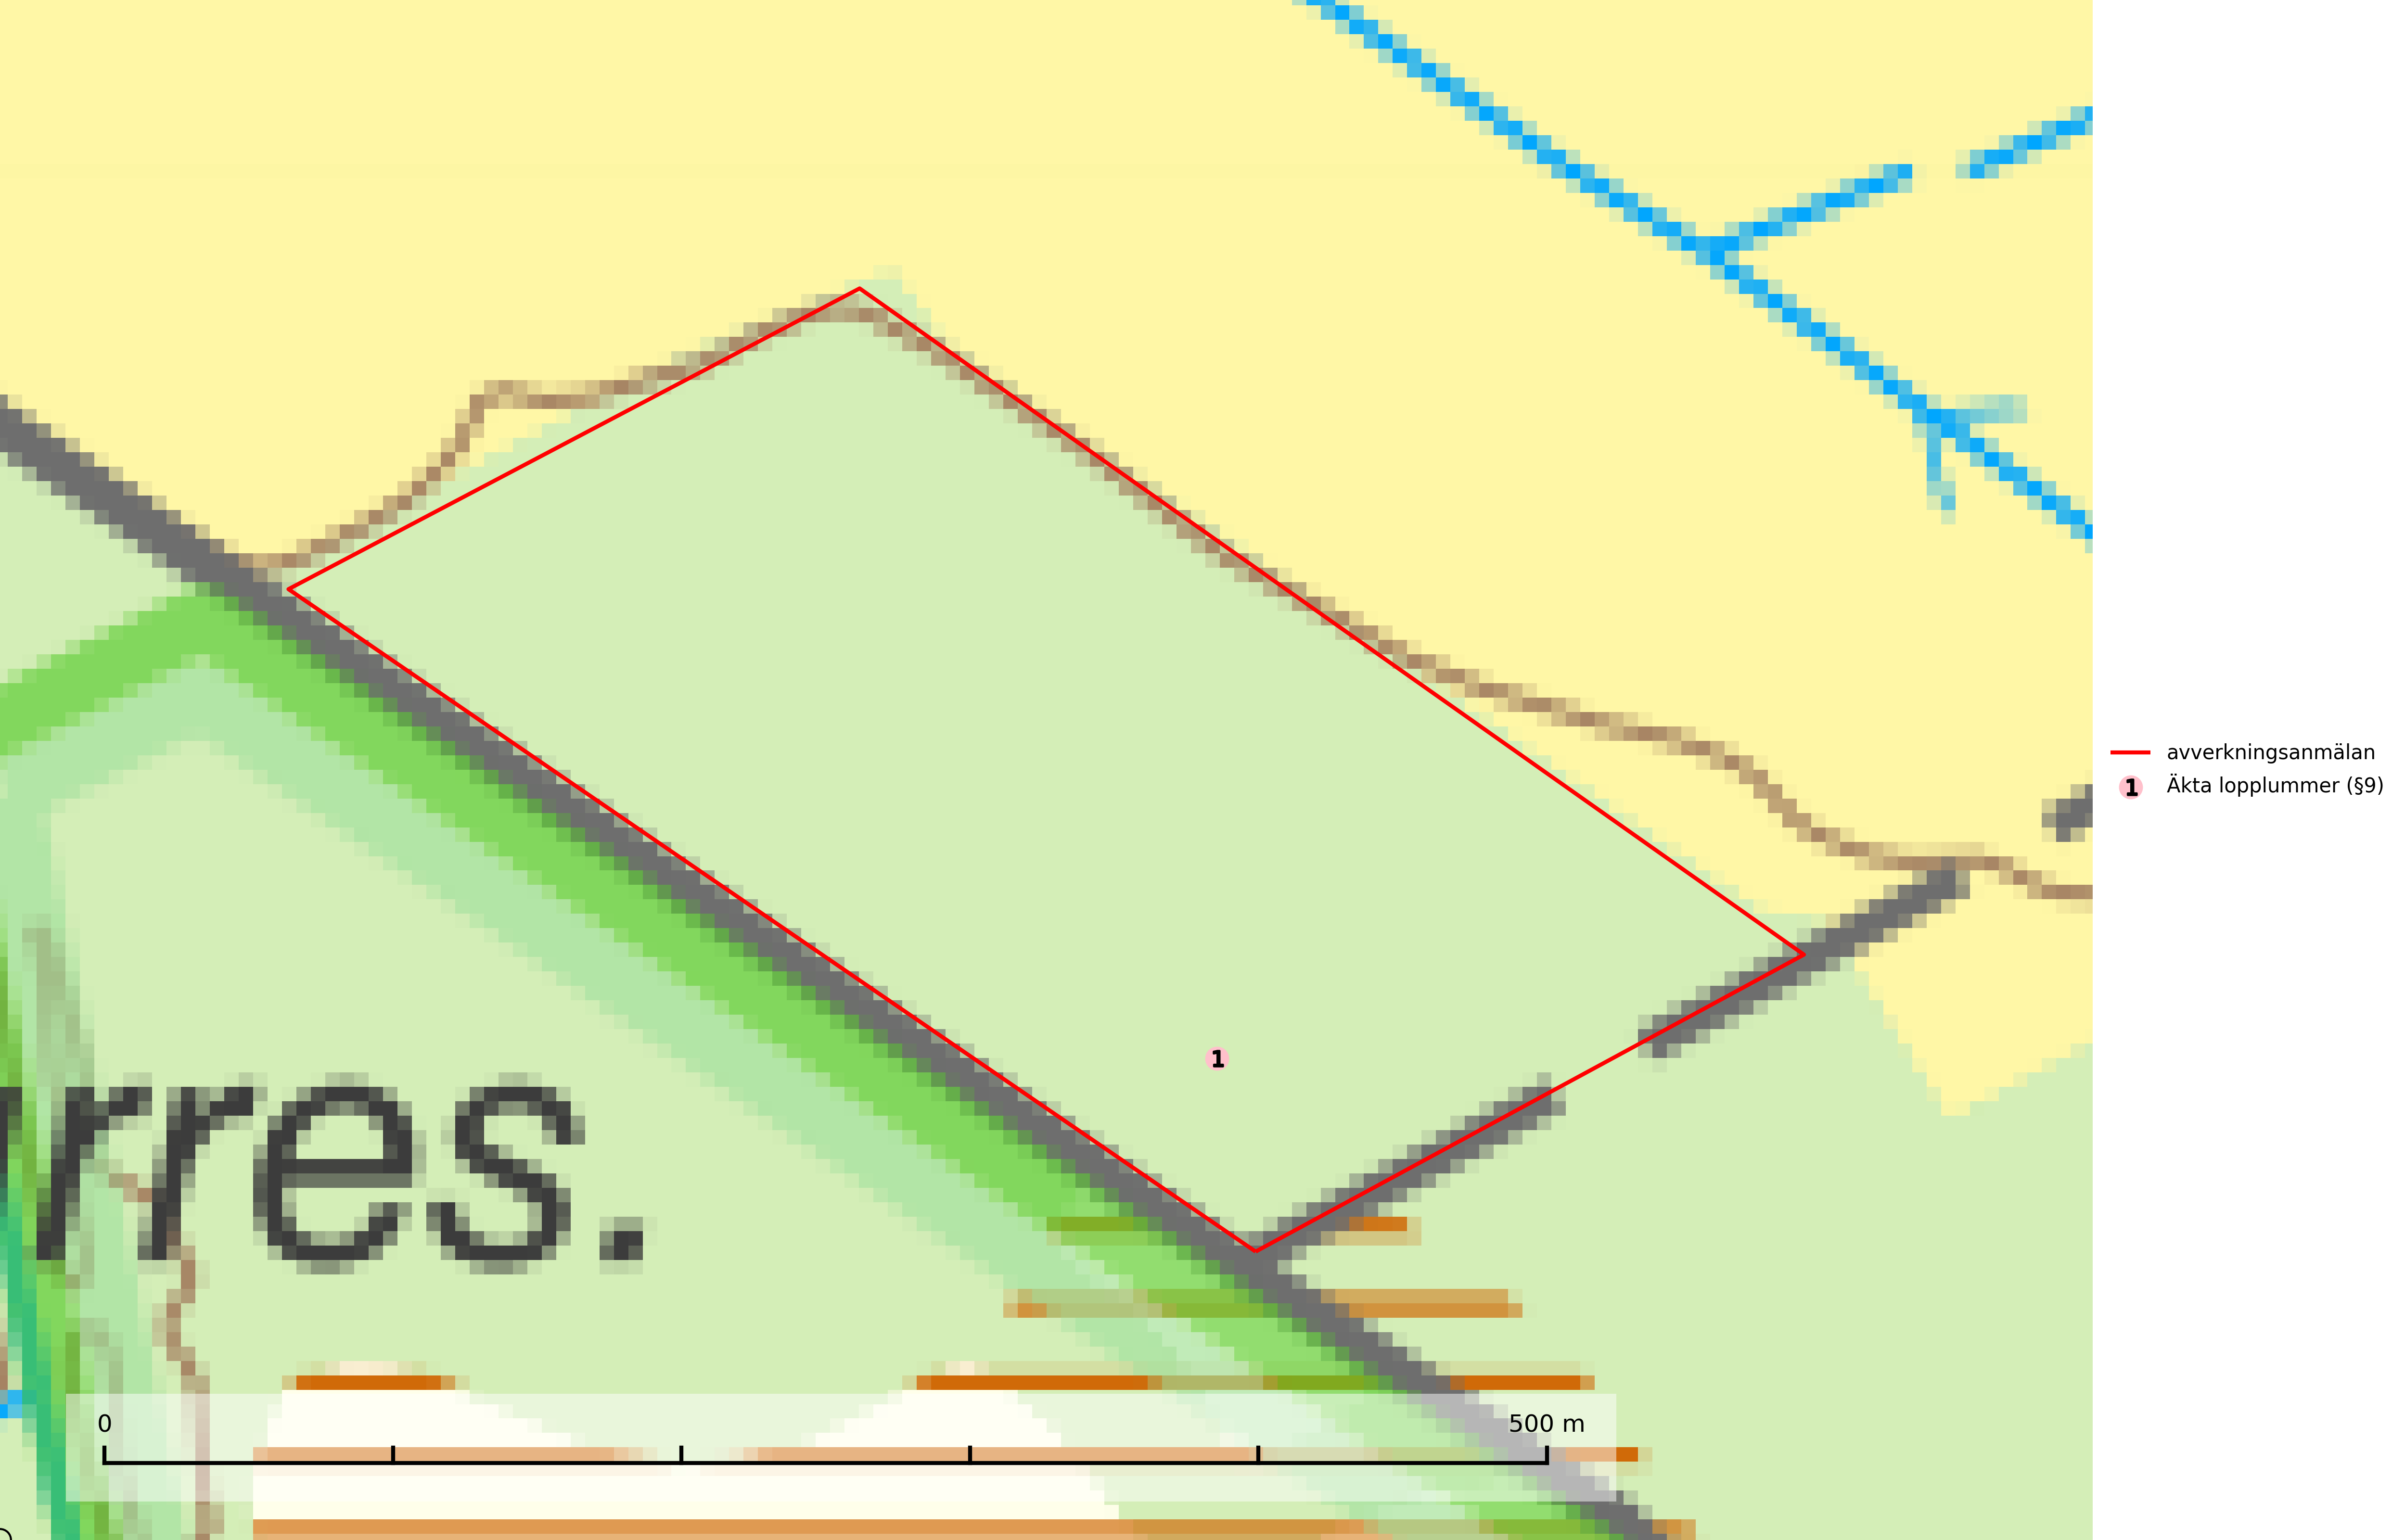 avverkningsanmälan
1 Äkta lopplummer (§9)
1
rres.
0 500 m